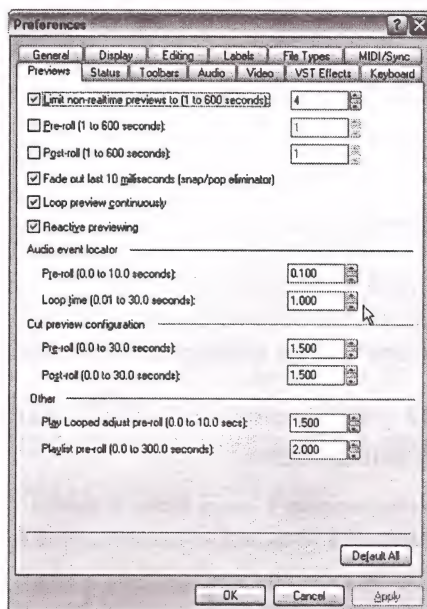 Preferences
General Display Editing Labels File Types MIDI/Sync
Previews Status Toolbars Audio Video VST Effects Keyboard
Limit non-realtime previews to (1 to 600 seconds): 4
Pre-roll (1 to 600 seconds): 1
Post-roll (1 to 600 seconds): 1
Fade out last 10 milliseconds (snap/pop eliminator)
Loop preview continuously
Reactive previewing
Audio event locator
Pre-roll (0.0 to 10.0 seconds): 0.100
Loop time (0.01 to 30.0 seconds): 1.000
Cut preview configuration
Pre-roll (0.0 to 30.0 seconds): 1.500
Post-roll (0.0 to 30.0 seconds): 1.500
Other
Play Looped adjust pre-roll (0.0 to 10.0 secs): 1.500
Playlist pre-roll (0.0 to 300.0 seconds): 2.000
Default All
OK Cancel Apply